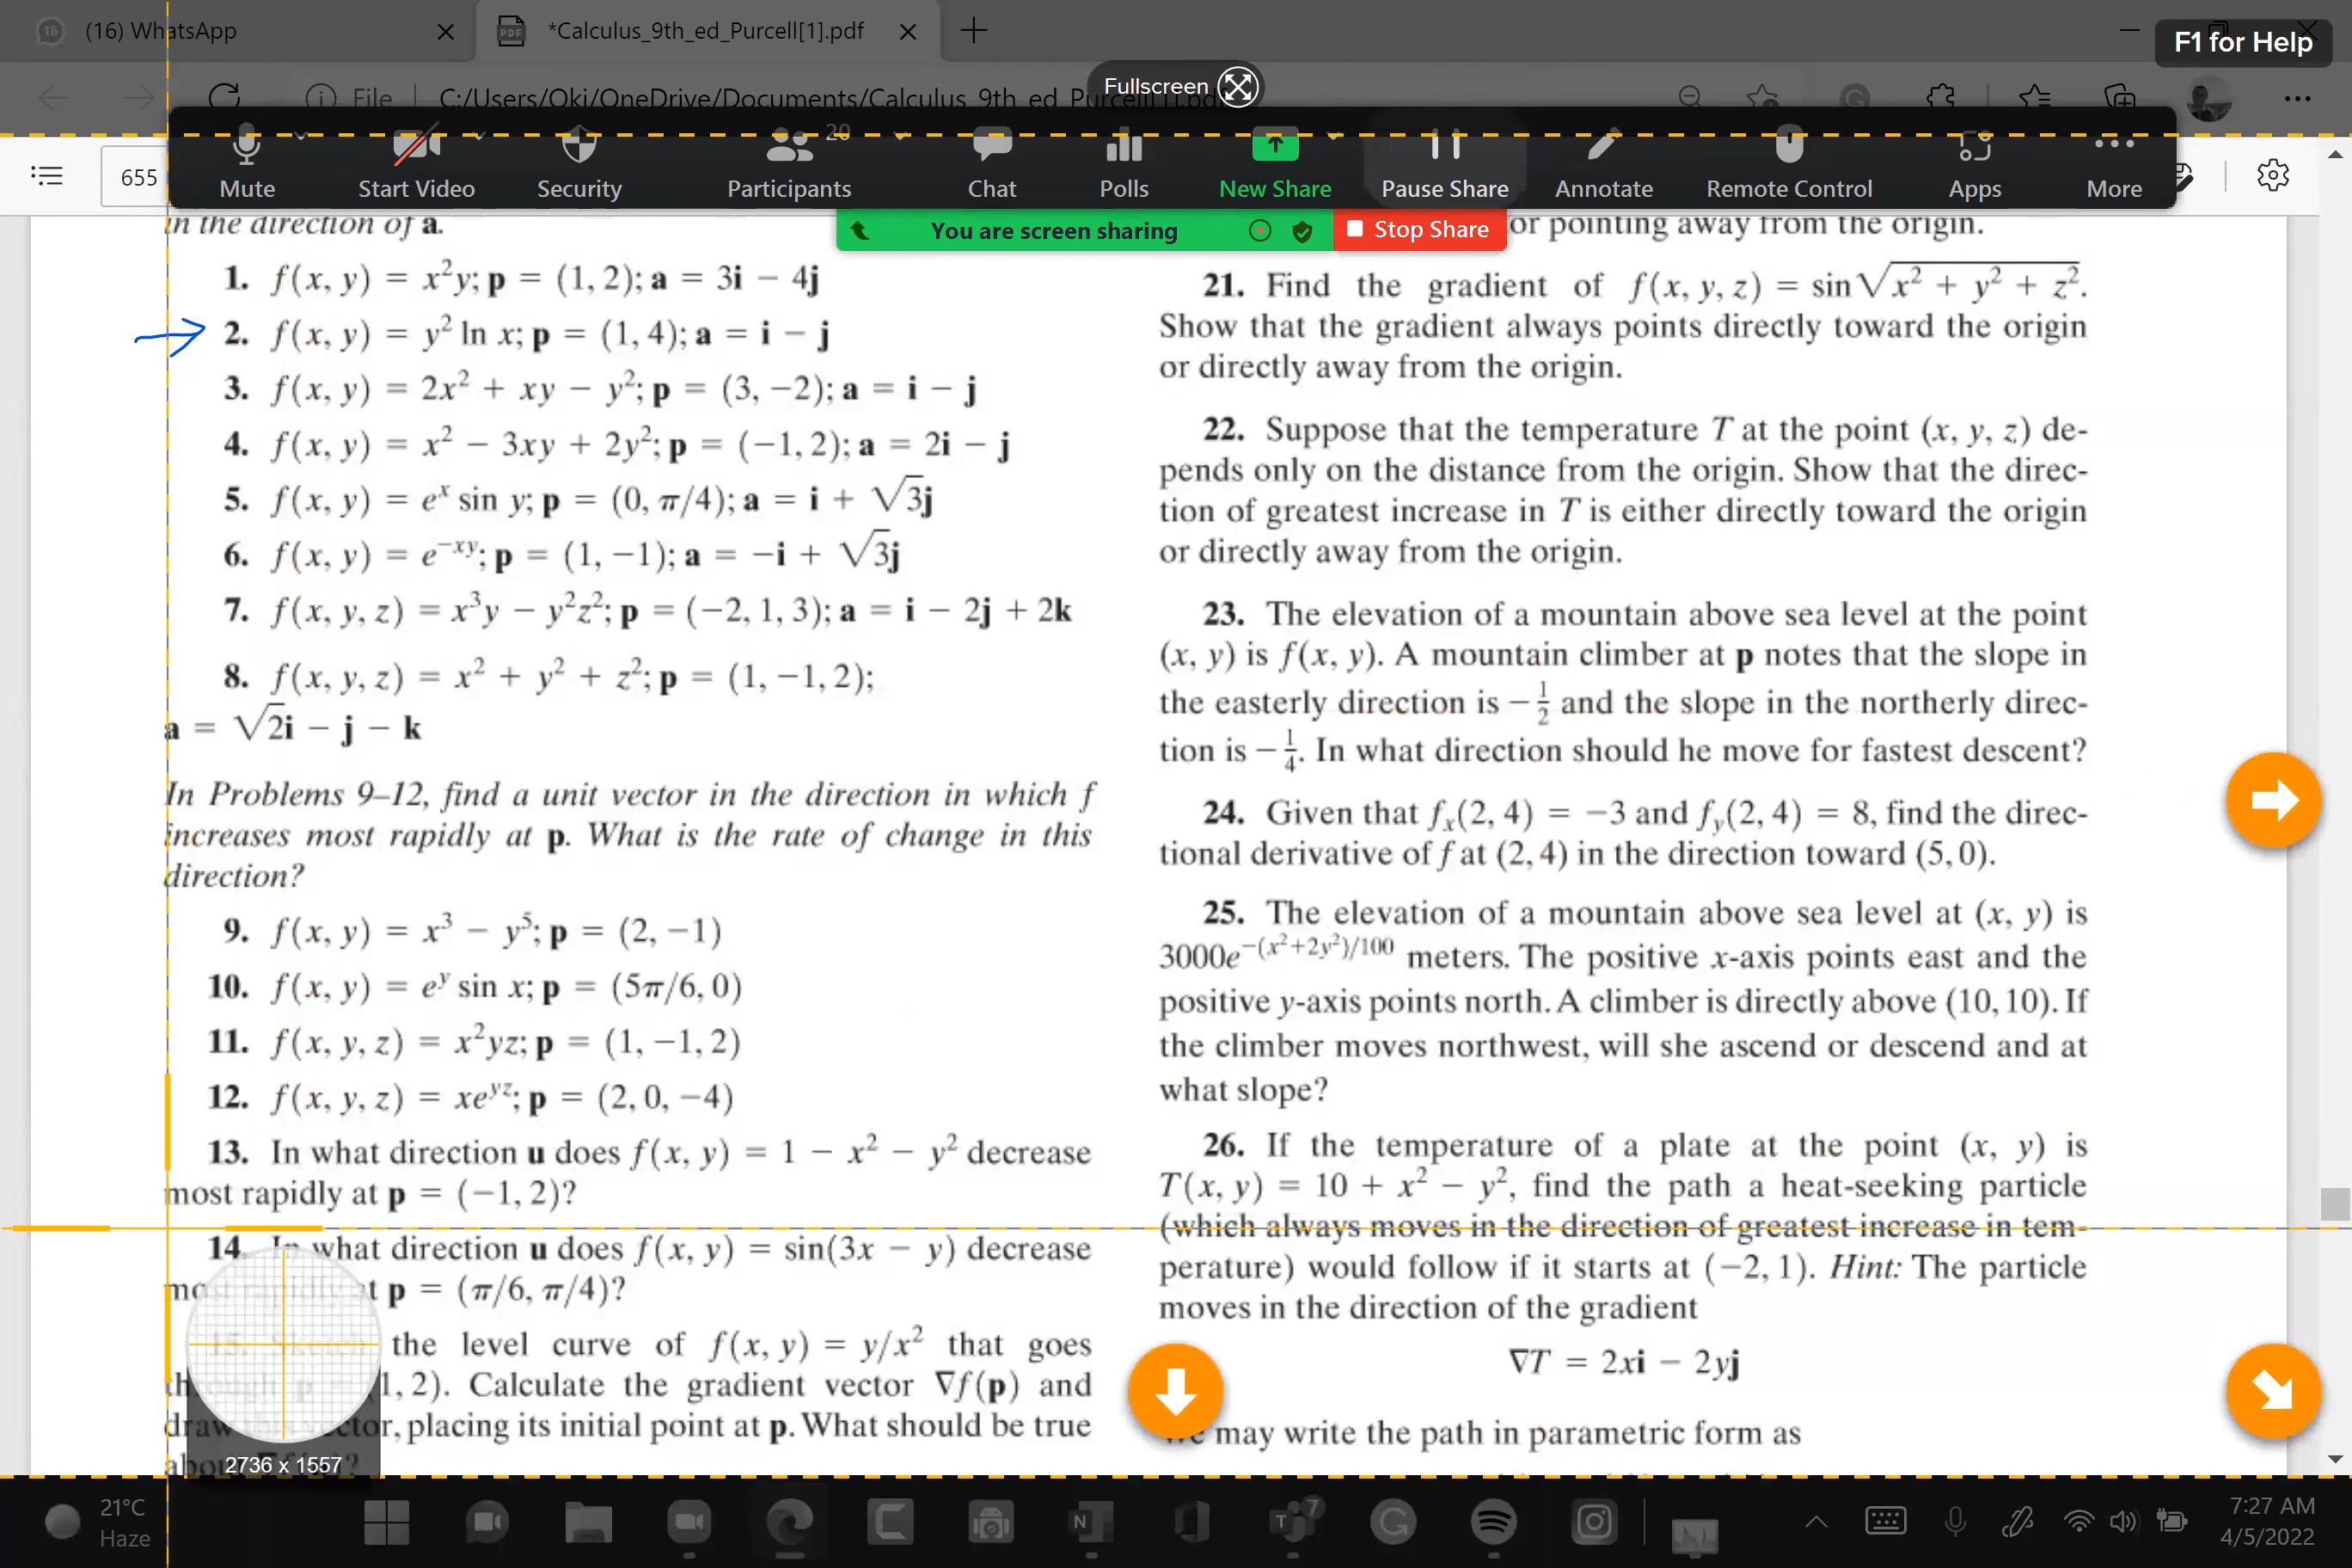 (16) WhatsApp
*Calculus_9th_ed_Purcell[1].pdf
F1 for Help
Fullscreen
File
C:/Users/Oki/OneDrive/Documents/Calculus_9th_ed_Purcell[1].pdf
655
Mute
Start Video
Security
20
Participants
Chat
Polls
New Share
Pause Share
Annotate
Remote Control
Apps
More
You are screen sharing
Stop Share
in the direction of a.
1. f(x, y) = x²y; p = (1, 2); a = 3i − 4j
2. f(x, y) = y² ln x; p = (1, 4); a = i − j
3. f(x, y) = 2x² + xy − y²; p = (3, −2); a = i − j
4. f(x, y) = x² − 3xy + 2y²; p = (−1, 2); a = 2i − j
5. f(x, y) = eˣ sin y; p = (0, π/4); a = i + √3j
6. f(x, y) = e^{−xy}; p = (1, −1); a = −i + √3j
7. f(x, y, z) = x³y − y²z²; p = (−2, 1, 3); a = i − 2j + 2k
8. f(x, y, z) = x² + y² + z²; p = (1, −1, 2);
a = √2i − j − k
In Problems 9–12, find a unit vector in the direction in which f
increases most rapidly at p. What is the rate of change in this
direction?
9. f(x, y) = x³ − y⁵; p = (2, −1)
10. f(x, y) = e^y sin x; p = (5π/6, 0)
11. f(x, y, z) = x²yz; p = (1, −1, 2)
12. f(x, y, z) = xe^{yz}; p = (2, 0, −4)
13. In what direction u does f(x, y) = 1 − x² − y² decrease
most rapidly at p = (−1, 2)?
14. In what direction u does f(x, y) = sin(3x − y) decrease
most rapidly at p = (π/6, π/4)?
15. Sketch the level curve of f(x, y) = y/x² that goes
through p = (1, 2). Calculate the gradient vector ∇f(p) and
draw this vector, placing its initial point at p. What should be true
about ∇f(p)?
2736 x 1557
or pointing away from the origin.
21. Find the gradient of f(x, y, z) = sin√(x² + y² + z²).
Show that the gradient always points directly toward the origin
or directly away from the origin.
22. Suppose that the temperature T at the point (x, y, z) de-
pends only on the distance from the origin. Show that the direc-
tion of greatest increase in T is either directly toward the origin
or directly away from the origin.
23. The elevation of a mountain above sea level at the point
(x, y) is f(x, y). A mountain climber at p notes that the slope in
the easterly direction is −1/2 and the slope in the northerly direc-
tion is −1/4. In what direction should he move for fastest descent?
24. Given that fₓ(2, 4) = −3 and f_y(2, 4) = 8, find the direc-
tional derivative of f at (2, 4) in the direction toward (5, 0).
25. The elevation of a mountain above sea level at (x, y) is
3000e^{−(x²+2y²)/100} meters. The positive x-axis points east and the
positive y-axis points north. A climber is directly above (10, 10). If
the climber moves northwest, will she ascend or descend and at
what slope?
26. If the temperature of a plate at the point (x, y) is
T(x, y) = 10 + x² − y², find the path a heat-seeking particle
(which always moves in the direction of greatest increase in tem-
perature) would follow if it starts at (−2, 1). Hint: The particle
moves in the direction of the gradient
∇T = 2xi − 2yj
We may write the path in parametric form as
21°C
Haze
7
7:27 AM
4/5/2022